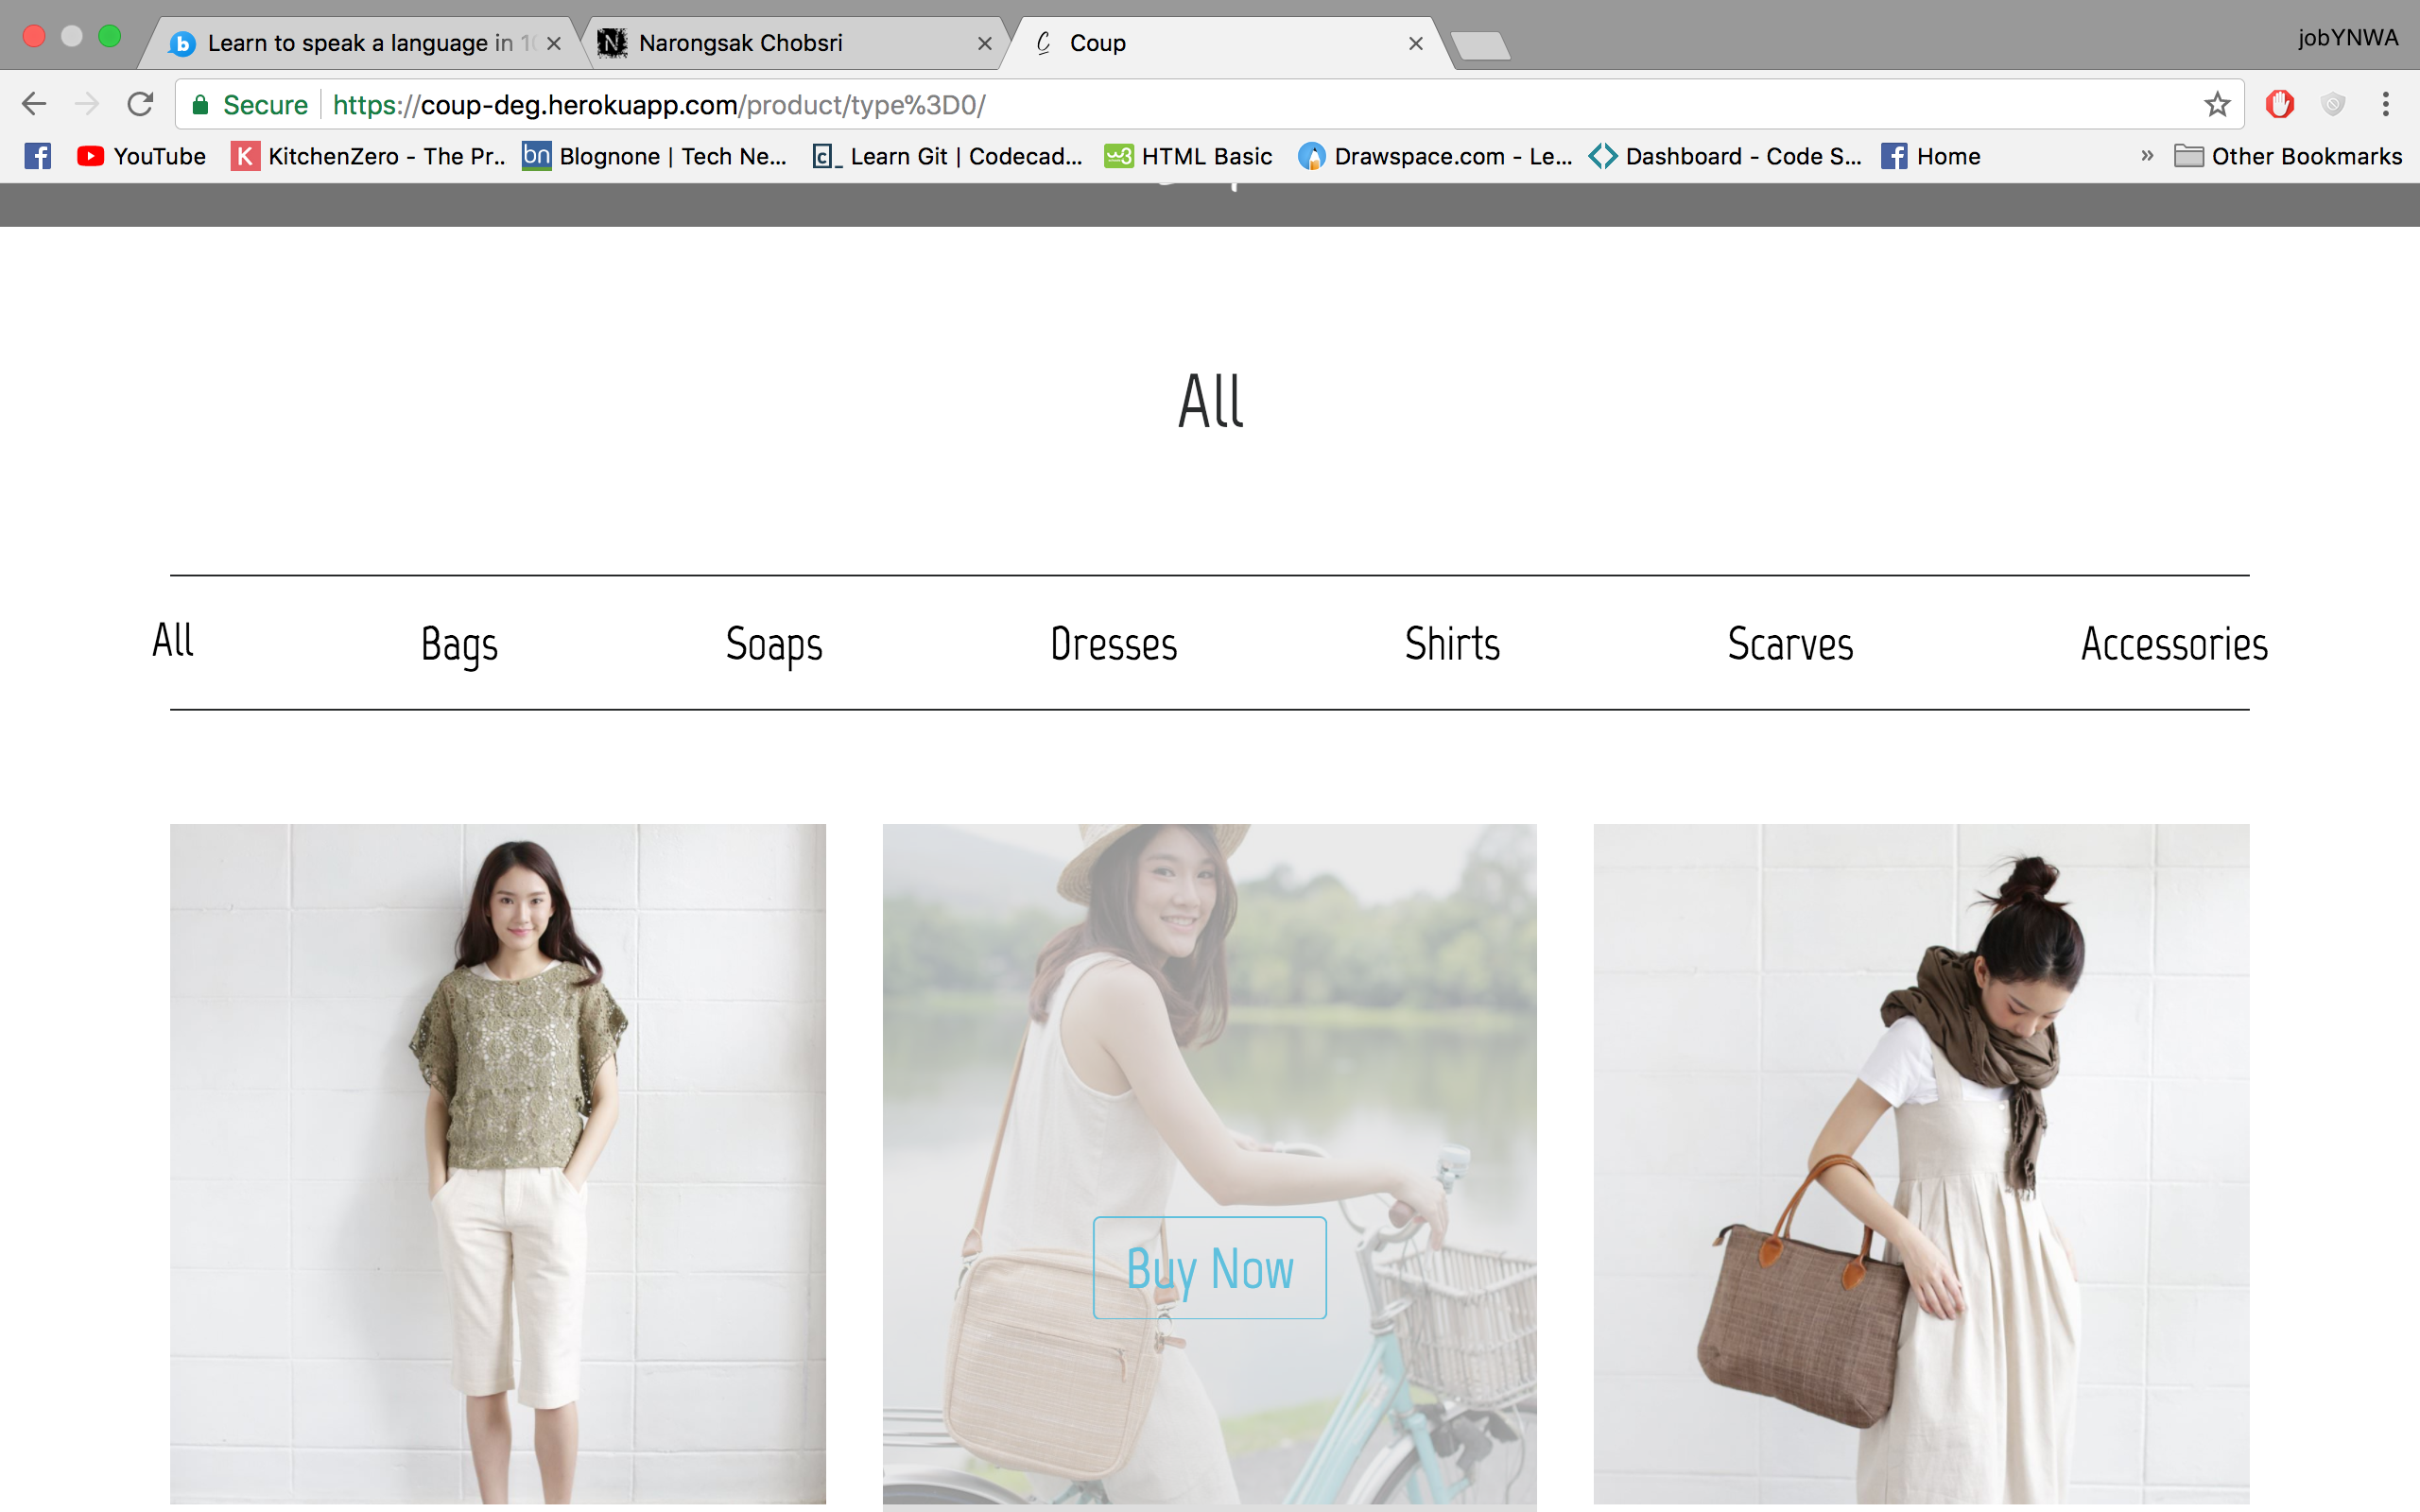 Learn to speak a language in 10
Narongsak Chobsri
Coup
jobYNWA
Secure https://coup-deg.herokuapp.com/product/type%3D0/
YouTube KitchenZero - The Pr.. Blognone | Tech Ne... Learn Git | Codecad... HTML Basic Drawspace.com - Le... Dashboard - Code S... Home » Other Bookmarks
All
All Bags Soaps Dresses Shirts Scarves Accessories
Buy Now